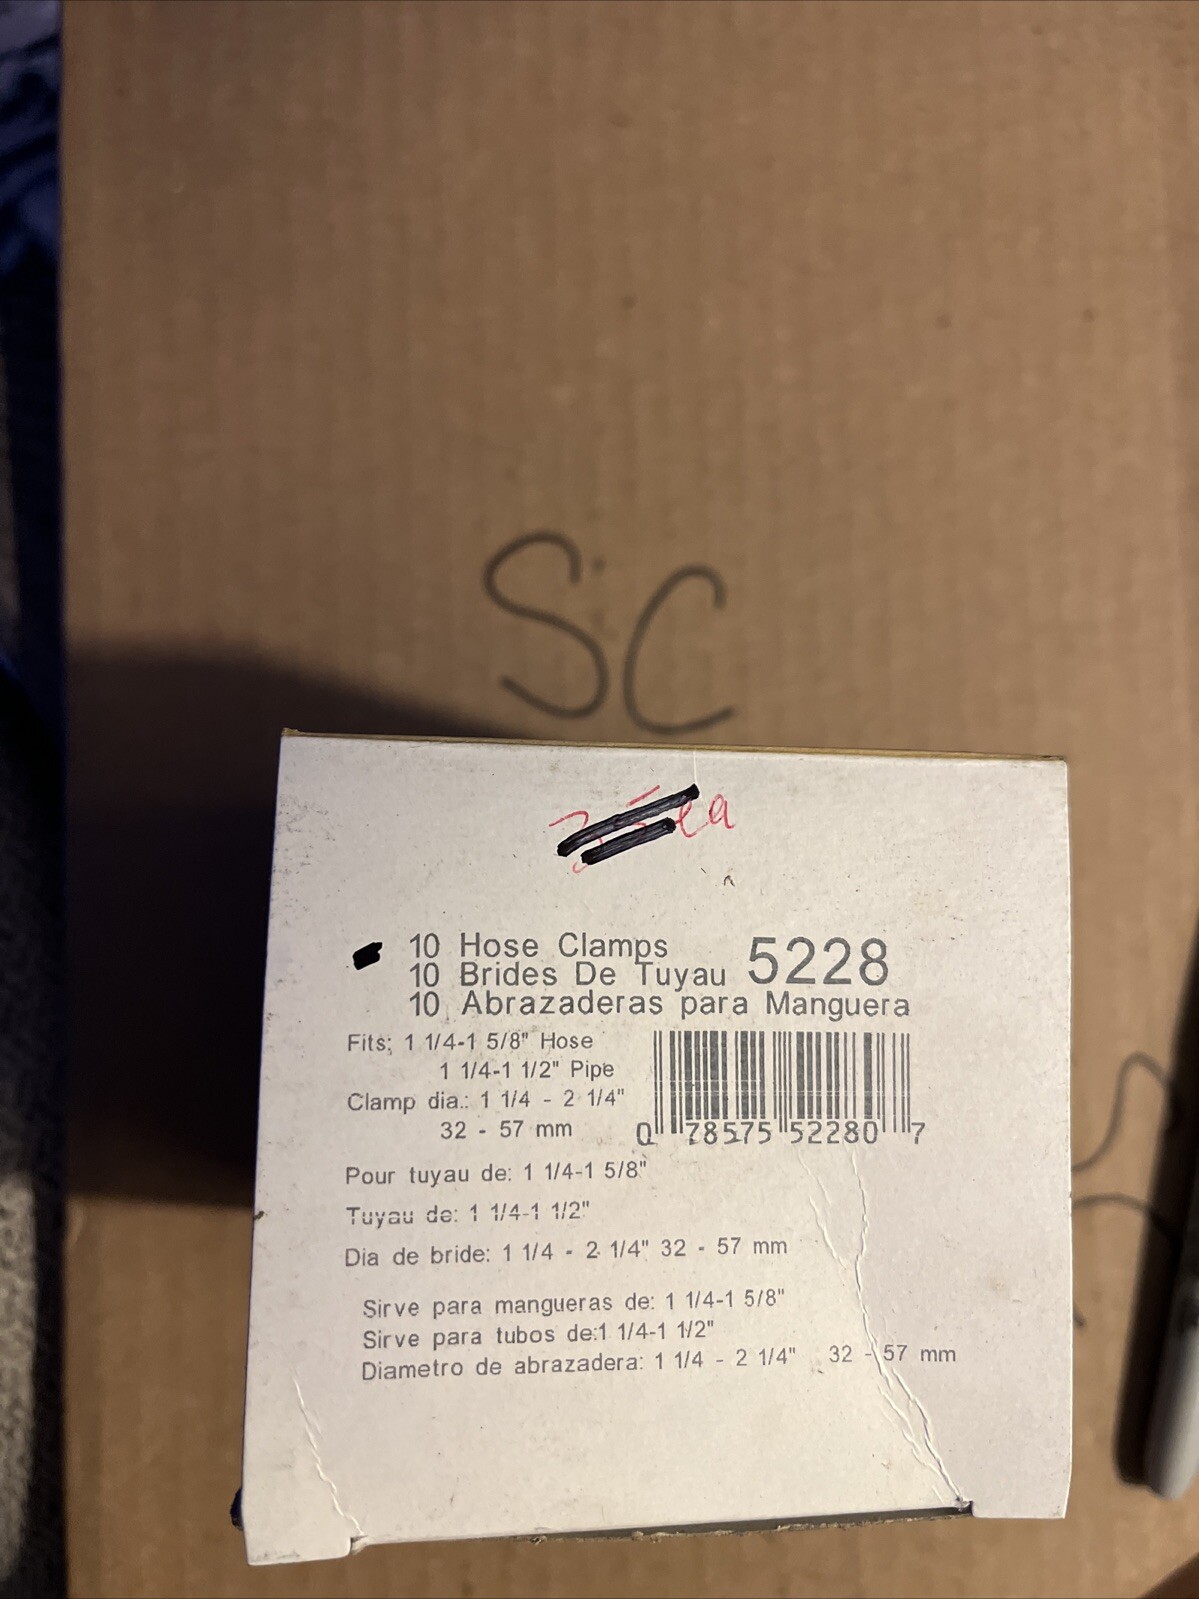 SC
ea
10 Hose Clamps 5228
10 Brides De Tuyau
10 Abrazaderas para Manguera
Fits; 1 1/4-1 5/8" Hose
1 1/4-1 1/2" Pipe
Clamp dia.: 1 1/4 - 2 1/4"
32 - 57 mm
0 78575 52280 7
Pour tuyau de: 1 1/4-1 5/8"
Tuyau de: 1 1/4-1 1/2"
Dia de bride: 1 1/4 - 2 1/4" 32 - 57 mm
Sirve para mangueras de: 1 1/4-1 5/8"
Sirve para tubos de:1 1/4-1 1/2"
Diametro de abrazadera: 1 1/4 - 2 1/4" 32 - 57 mm